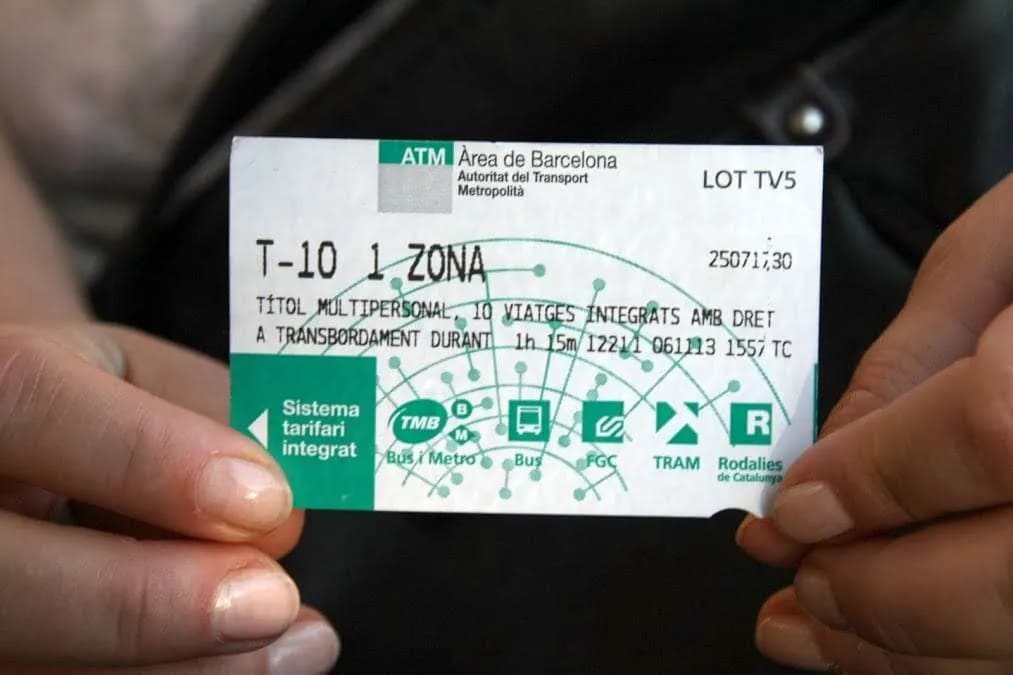 ATM Àrea de Barcelona
Autoritat del Transport
Metropolità
LOT TV5
T-10 1 ZONA
25071730
TÍTOL MULTIPERSONAL, 10 VIATGES INTEGRATS AMB DRET
A TRANSBORDAMENT DURANT 1h 15m 12211 061113 1557 TC
Sistema
tarifari
integrat
TMB B
M
R
Bus i Metro Bus FGC TRAM Rodalies
de Catalunya